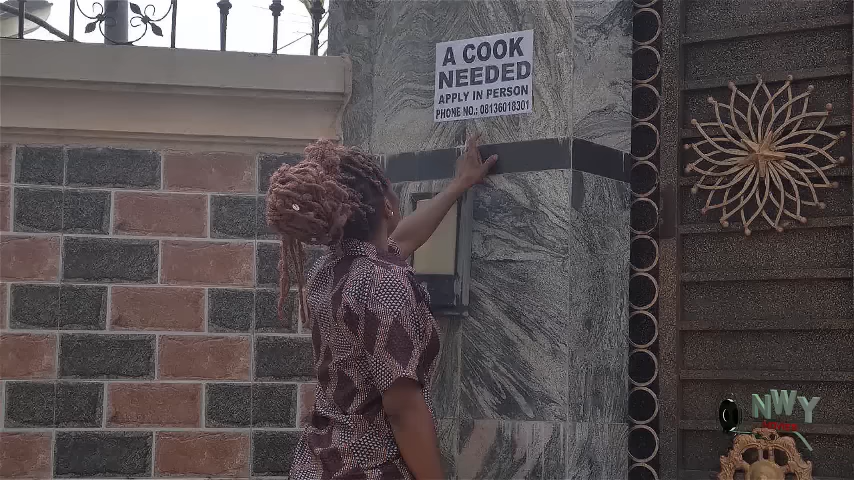 A COOK
NEEDED
APPLY IN PERSON
PHONE NO.: 08136018301
NWY